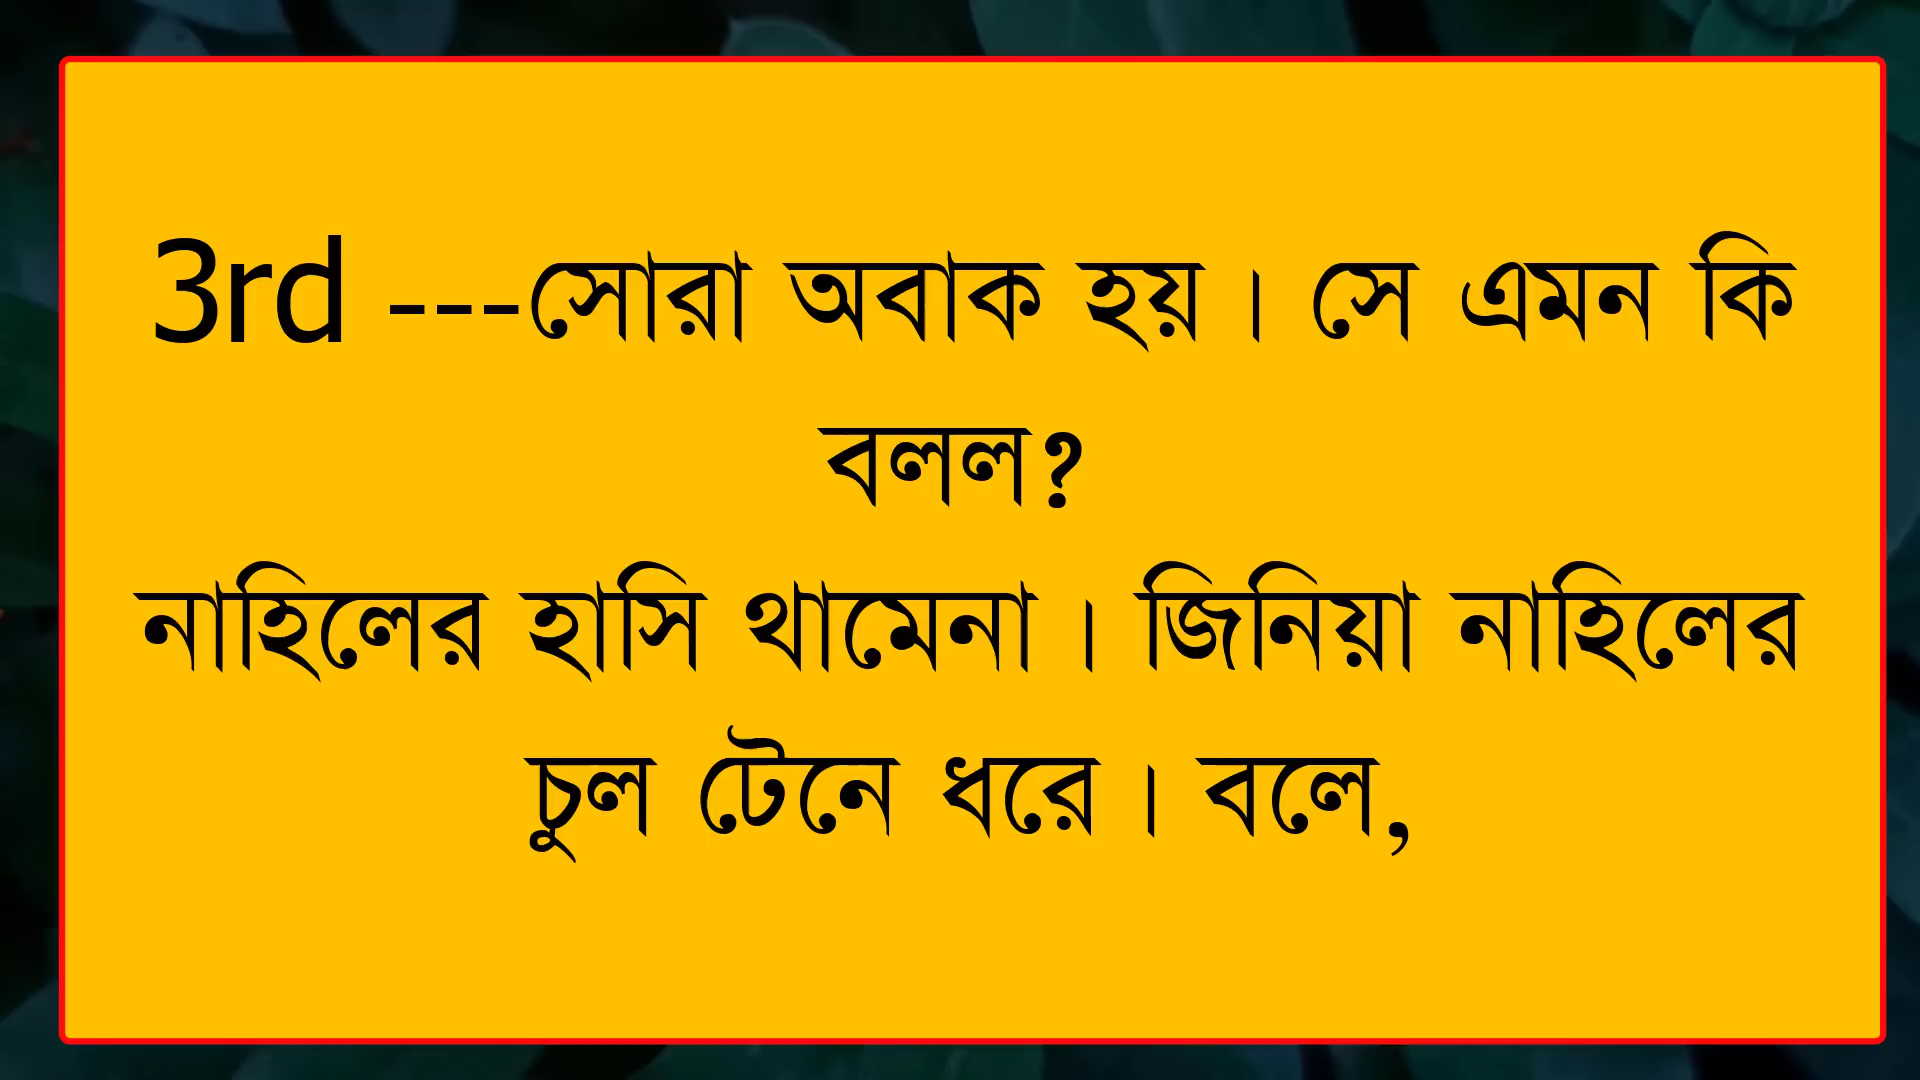 3rd ---সোরা অবাক হয়। সে এমন কি
বলল?
নাহিলের হাসি থামেনা। জিনিয়া নাহিলের
চুল টেনে ধরে। বলে,